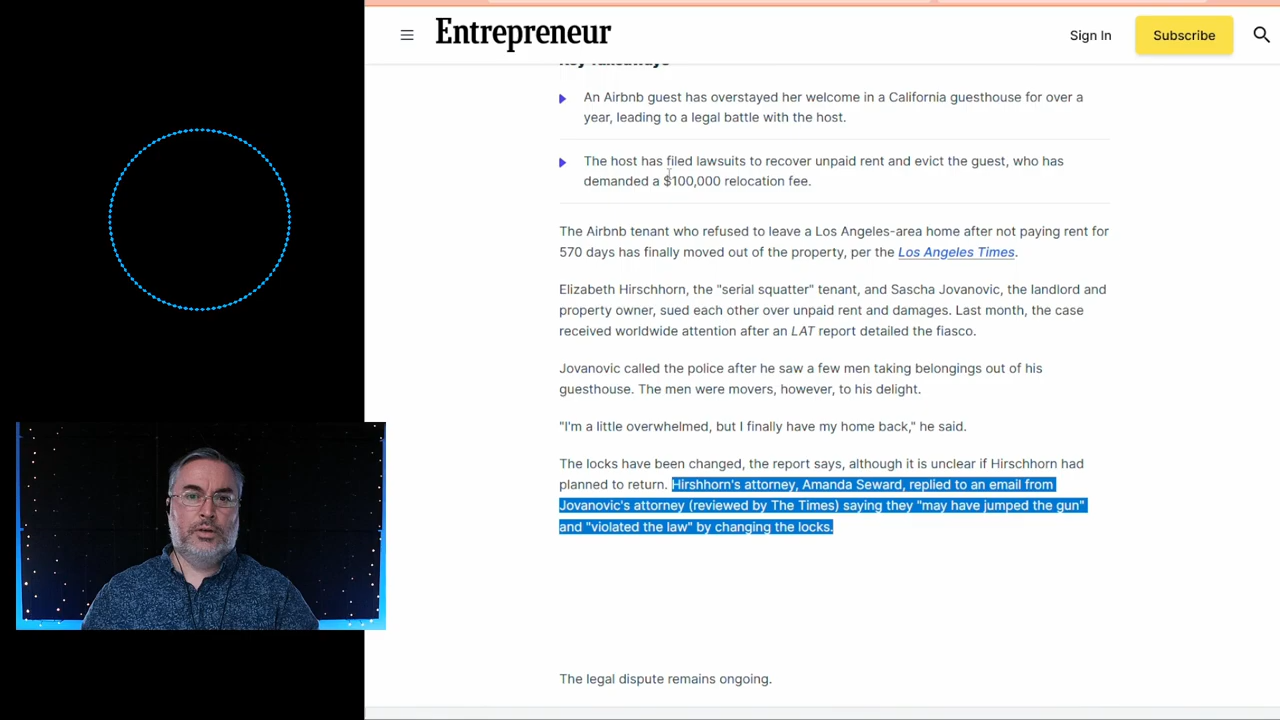 Entrepreneur
Sign In
Subscribe
Key Takeaways
An Airbnb guest has overstayed her welcome in a California guesthouse for over a
year, leading to a legal battle with the host.
The host has filed lawsuits to recover unpaid rent and evict the guest, who has
demanded a $100,000 relocation fee.
The Airbnb tenant who refused to leave a Los Angeles-area home after not paying rent for
570 days has finally moved out of the property, per the Los Angeles Times.
Elizabeth Hirschhorn, the "serial squatter" tenant, and Sascha Jovanovic, the landlord and
property owner, sued each other over unpaid rent and damages. Last month, the case
received worldwide attention after an LAT report detailed the fiasco.
Jovanovic called the police after he saw a few men taking belongings out of his
guesthouse. The men were movers, however, to his delight.
"I'm a little overwhelmed, but I finally have my home back," he said.
The locks have been changed, the report says, although it is unclear if Hirschhorn had
planned to return. Hirshhorn's attorney, Amanda Seward, replied to an email from
Jovanovic's attorney (reviewed by The Times) saying they "may have jumped the gun"
and "violated the law" by changing the locks.
The legal dispute remains ongoing.